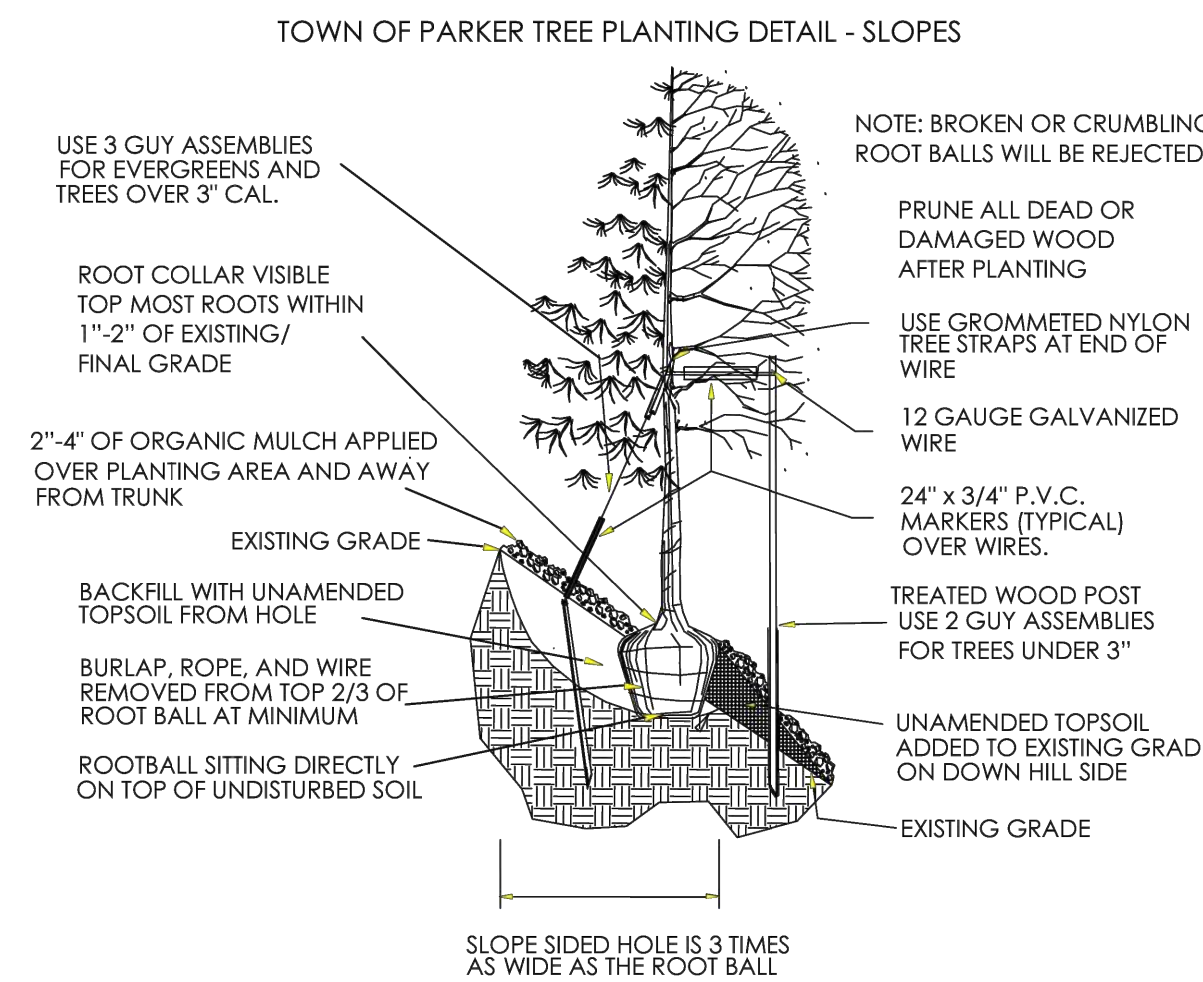 TOWN OF PARKER TREE PLANTING DETAIL - SLOPES
USE 3 GUY ASSEMBLIES
FOR EVERGREENS AND
TREES OVER 3" CAL.
ROOT COLLAR VISIBLE
TOP MOST ROOTS WITHIN
1”-2” OF EXISTING/
FINAL GRADE
2”-4" OF ORGANIC MULCH APPLIED
OVER PLANTING AREA AND AWAY
FROM TRUNK
EXISTING GRADE
BACKFILL WITH UNAMENDED
TOPSOIL FROM HOLE
BURLAP, ROPE, AND WIRE
REMOVED FROM TOP 2/3 OF
ROOT BALL AT MINIMUM
ROOTBALL SITTING DIRECTLY
ON TOP OF UNDISTURBED SOIL
NOTE: BROKEN OR CRUMBLING
ROOT BALLS WILL BE REJECTED
PRUNE ALL DEAD OR
DAMAGED WOOD
AFTER PLANTING
USE GROMMETED NYLON
TREE STRAPS AT END OF
WIRE
12 GAUGE GALVANIZED
WIRE
24" x 3/4" P.V.C.
MARKERS (TYPICAL)
OVER WIRES.
TREATED WOOD POST
USE 2 GUY ASSEMBLIES
FOR TREES UNDER 3”
UNAMENDED TOPSOIL
ADDED TO EXISTING GRAD
ON DOWN HILL SIDE
EXISTING GRADE
SLOPE SIDED HOLE IS 3 TIMES
AS WIDE AS THE ROOT BALL